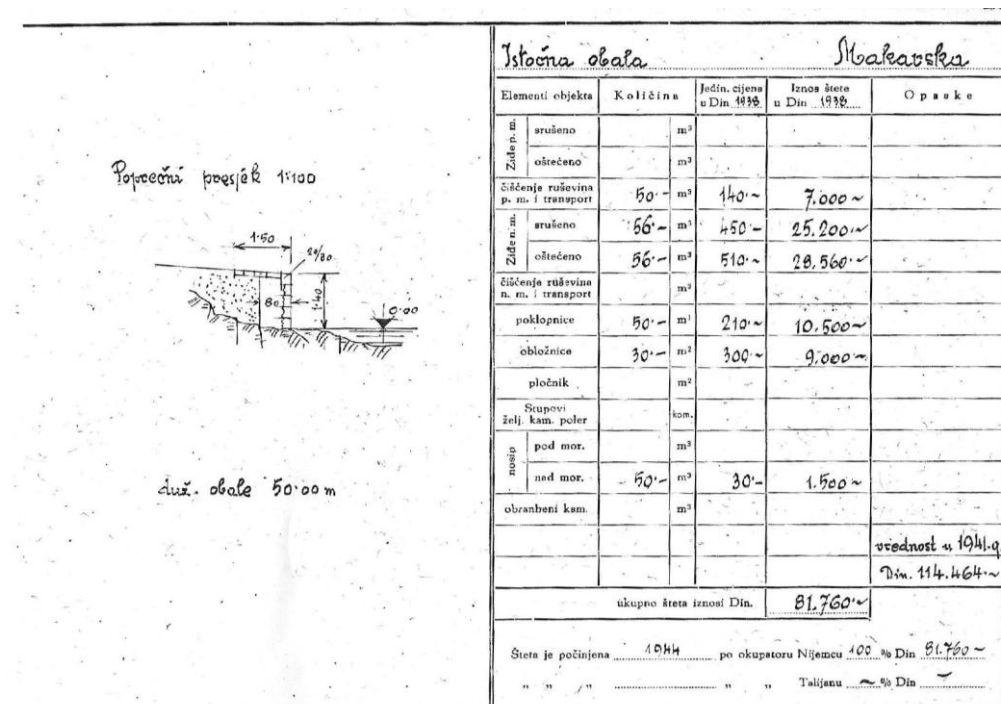 Poprečni presjek 1:100
1·50
20/80
80
1·40
0·00
duž. obale 50·00 m
Istočna obala Makarska
Elementi objekta Količina Jedin. cijena u Din 1938 Iznos štete u Din 1938 Opaske
Ziđe p. m. srušeno m³
oštećeno m³
čišćenje ruševina p. m. i transport 50·– m³ 140·~ 7.000~
Ziđe n. m. srušeno 56·– m³ 450·– 25.200·~
oštećeno 56·– m³ 510·~ 28.560·~
čišćenje ruševina n. m. i transport m³
poklopnice 50·– m¹ 210·~ 10.500~
obložnice 30·– m² 300·~ 9.000~
pločnik m²
Stupovi želj. kam. poler kom.
nosip pod mor. m³
nad mor. 50·– m³ 30·– 1.500~
obranbeni kam. m³
vrednost u 1941.g.
Din. 114.464·~
ukupno šteta iznosi Din. 81.760·~
Šteta je počinjena 1944 po okupatoru Nijemcu 100 % Din 81.760~
" " " " " Talijanu ~ % Din ~